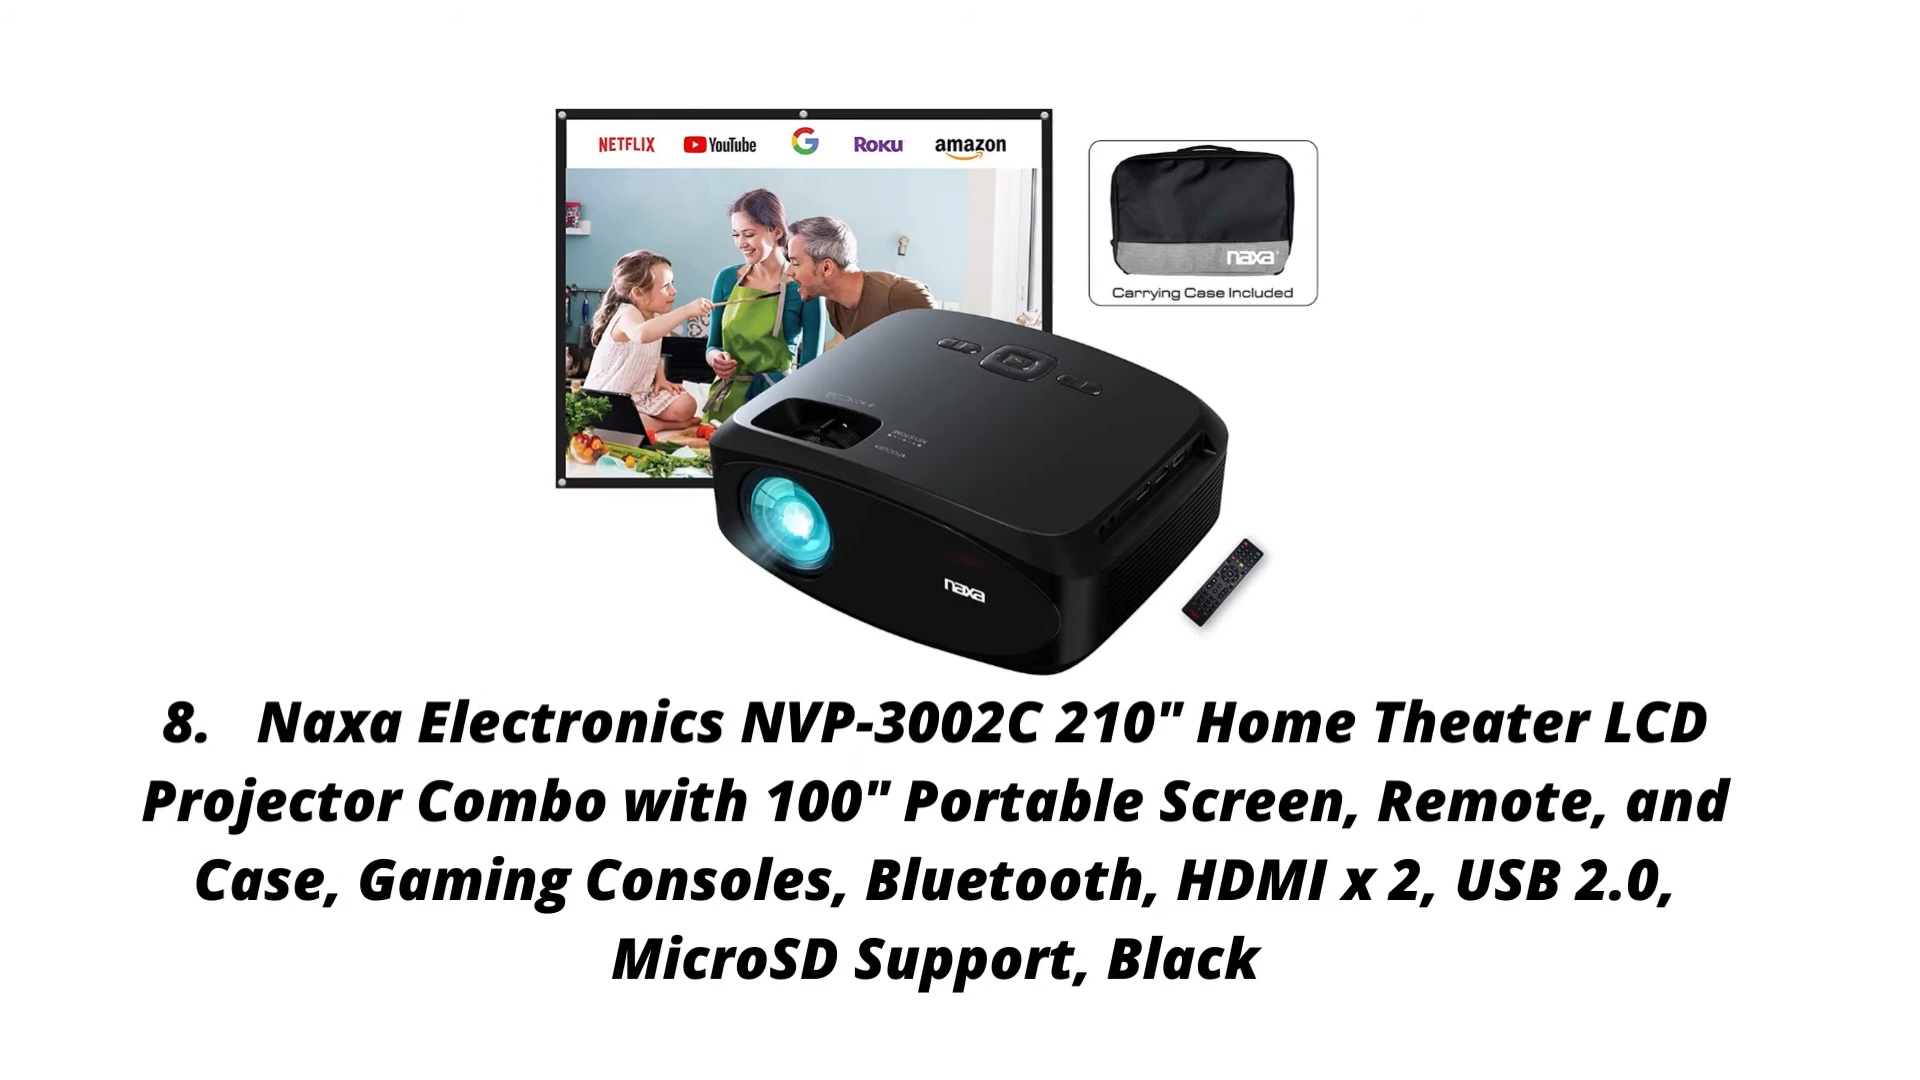 NETFLIX YouTube G ROKU amazon
naxa
Carrying Case Included
KEYSTONE
FOCUS
naxa
8. Naxa Electronics NVP-3002C 210" Home Theater LCD
Projector Combo with 100" Portable Screen, Remote, and
Case, Gaming Consoles, Bluetooth, HDMI x 2, USB 2.0,
MicroSD Support, Black